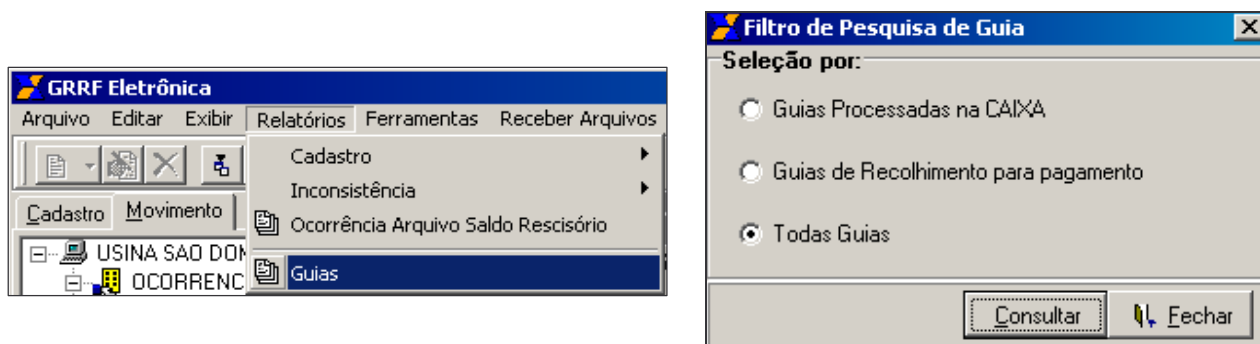 GRRF Eletrônica
Arquivo Editar Exibir Relatórios Ferramentas Receber Arquivos
Cadastro
Inconsistência
Ocorrência Arquivo Saldo Rescisório
Guias
Cadastro Movimento
USINA SAO DOM
OCORRENC
Filtro de Pesquisa de Guia
Seleção por:
Guias Processadas na CAIXA
Guias de Recolhimento para pagamento
Todas Guias
Consultar Fechar